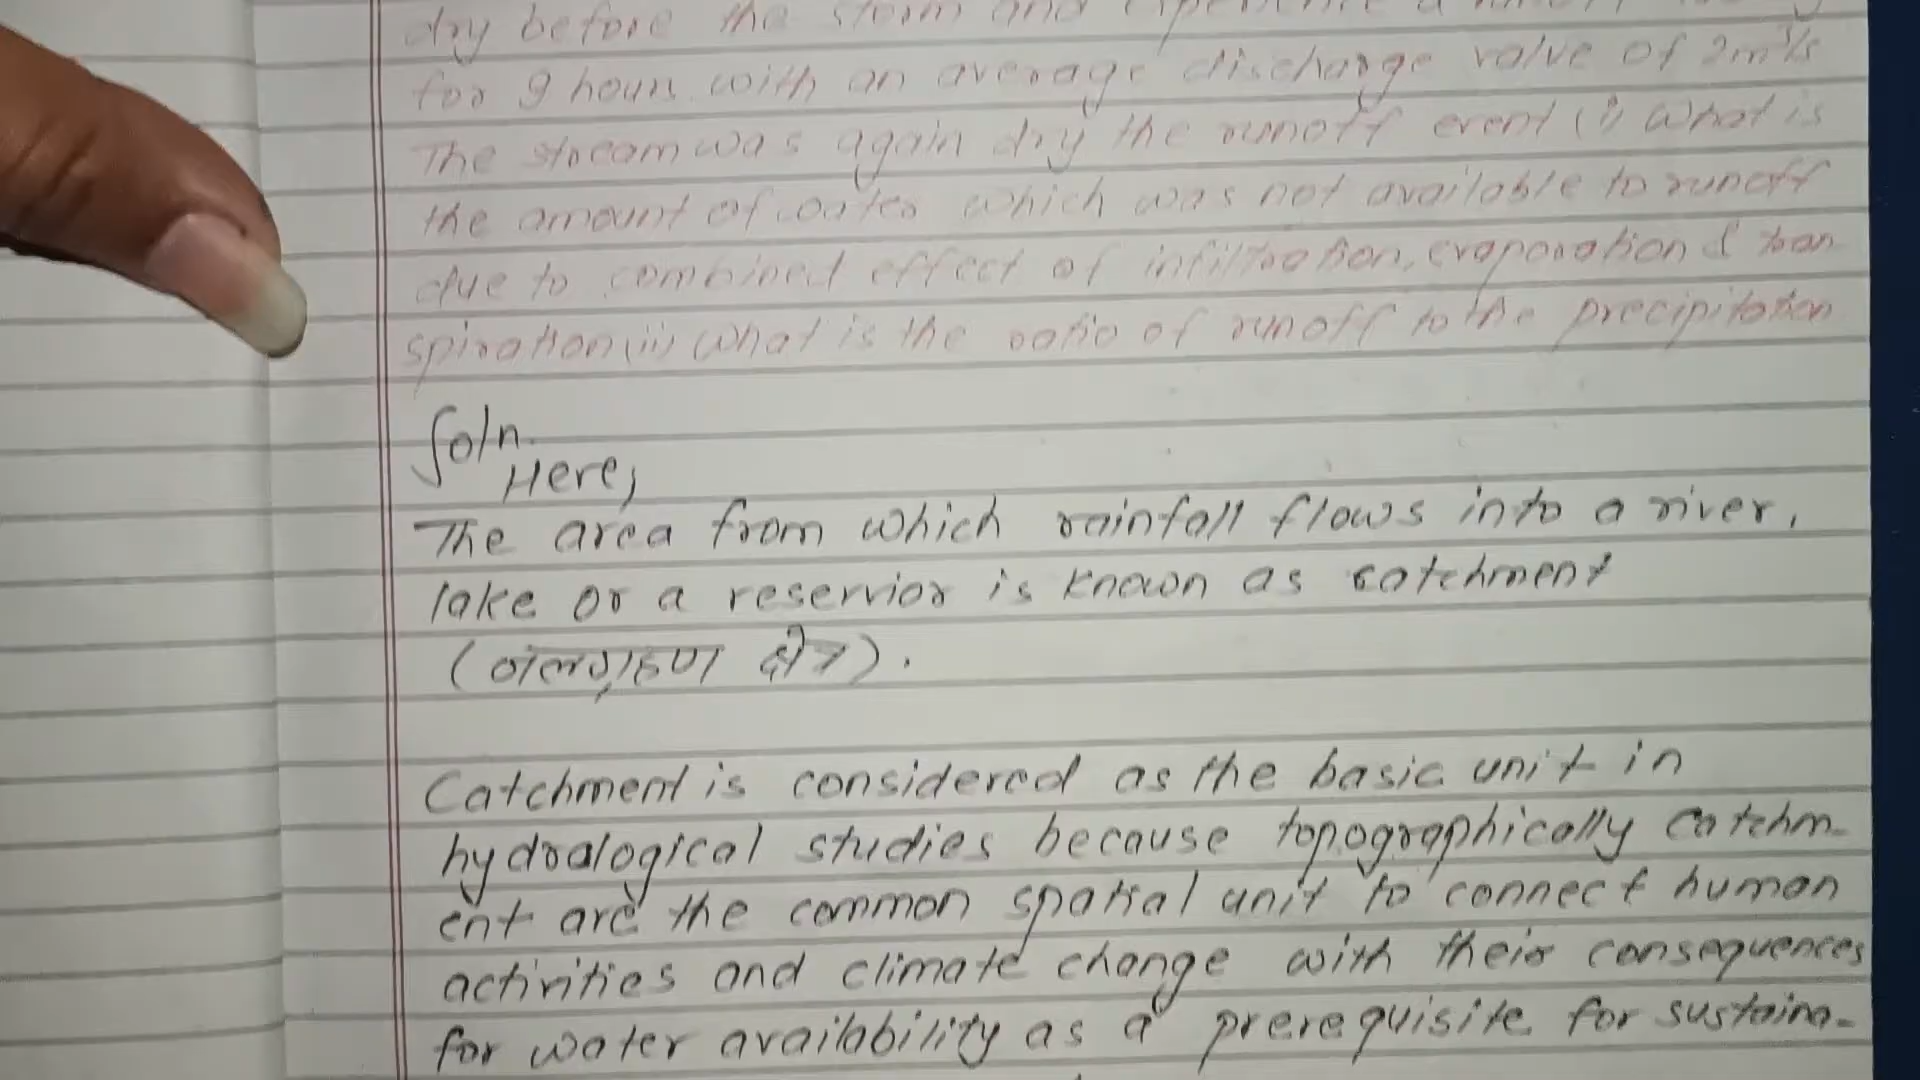 dry before the storm and experience a runoff
for 9 hours with an average discharge value of 2m³/s
The stream was again dry the runoff event (i) What is
the amount of water which was not available to runoff
due to combined effect of infiltration, evaporation & tran
spiration (ii) What is the ratio of runoff to the precipitation
Soln.
Here,
The area from which rainfall flows into a river,
lake or a reservior is known as catchment
(जलग्रहण क्षेत्र).
Catchment is considered as the basic unit in
hydrological studies because topographically catchm-
ent are the common spatial unit to connect human
activities and climate change with their consequences
for water availability as a prerequisite for sustaina-